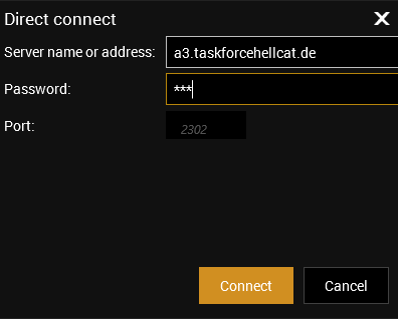 Direct connect
Server name or address: a3.taskforcehellcat.de
Password: ***
Port: 2302
Connect Cancel